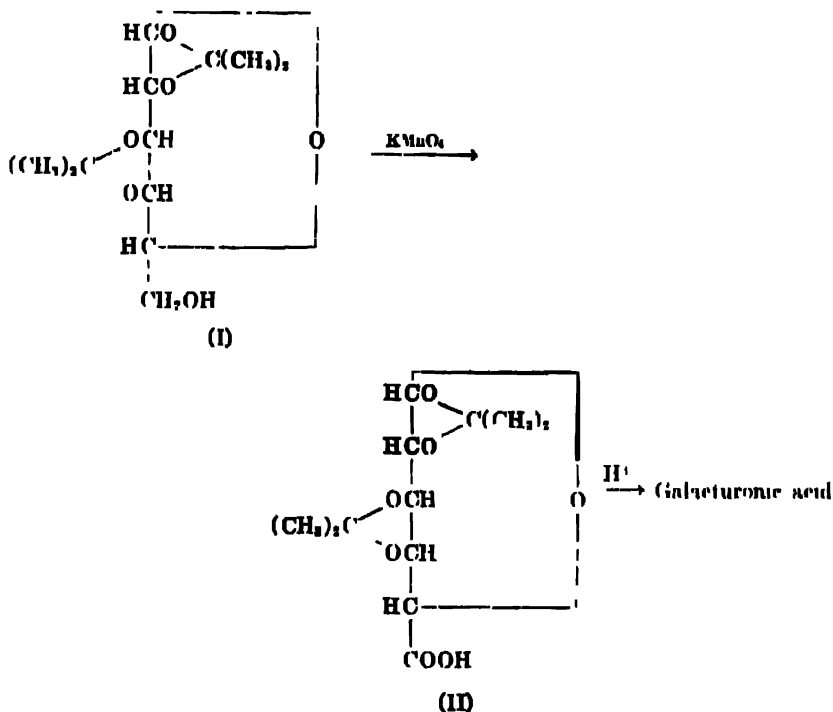 HCO
C(CH₃)₂
HCO
OCH
O
KMnO₄
((CH₃)₂C
OCH
HC
CH₂OH
(I)
HCO
C(CH₃)₂
HCO
OCH
O
H⁺
Galacturonic acid
(CH₃)₂C
OCH
HC
COOH
(II)